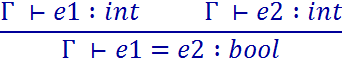 Γ ⊢ e1 : int Γ ⊢ e2 : int
Γ ⊢ e1 = e2 : bool